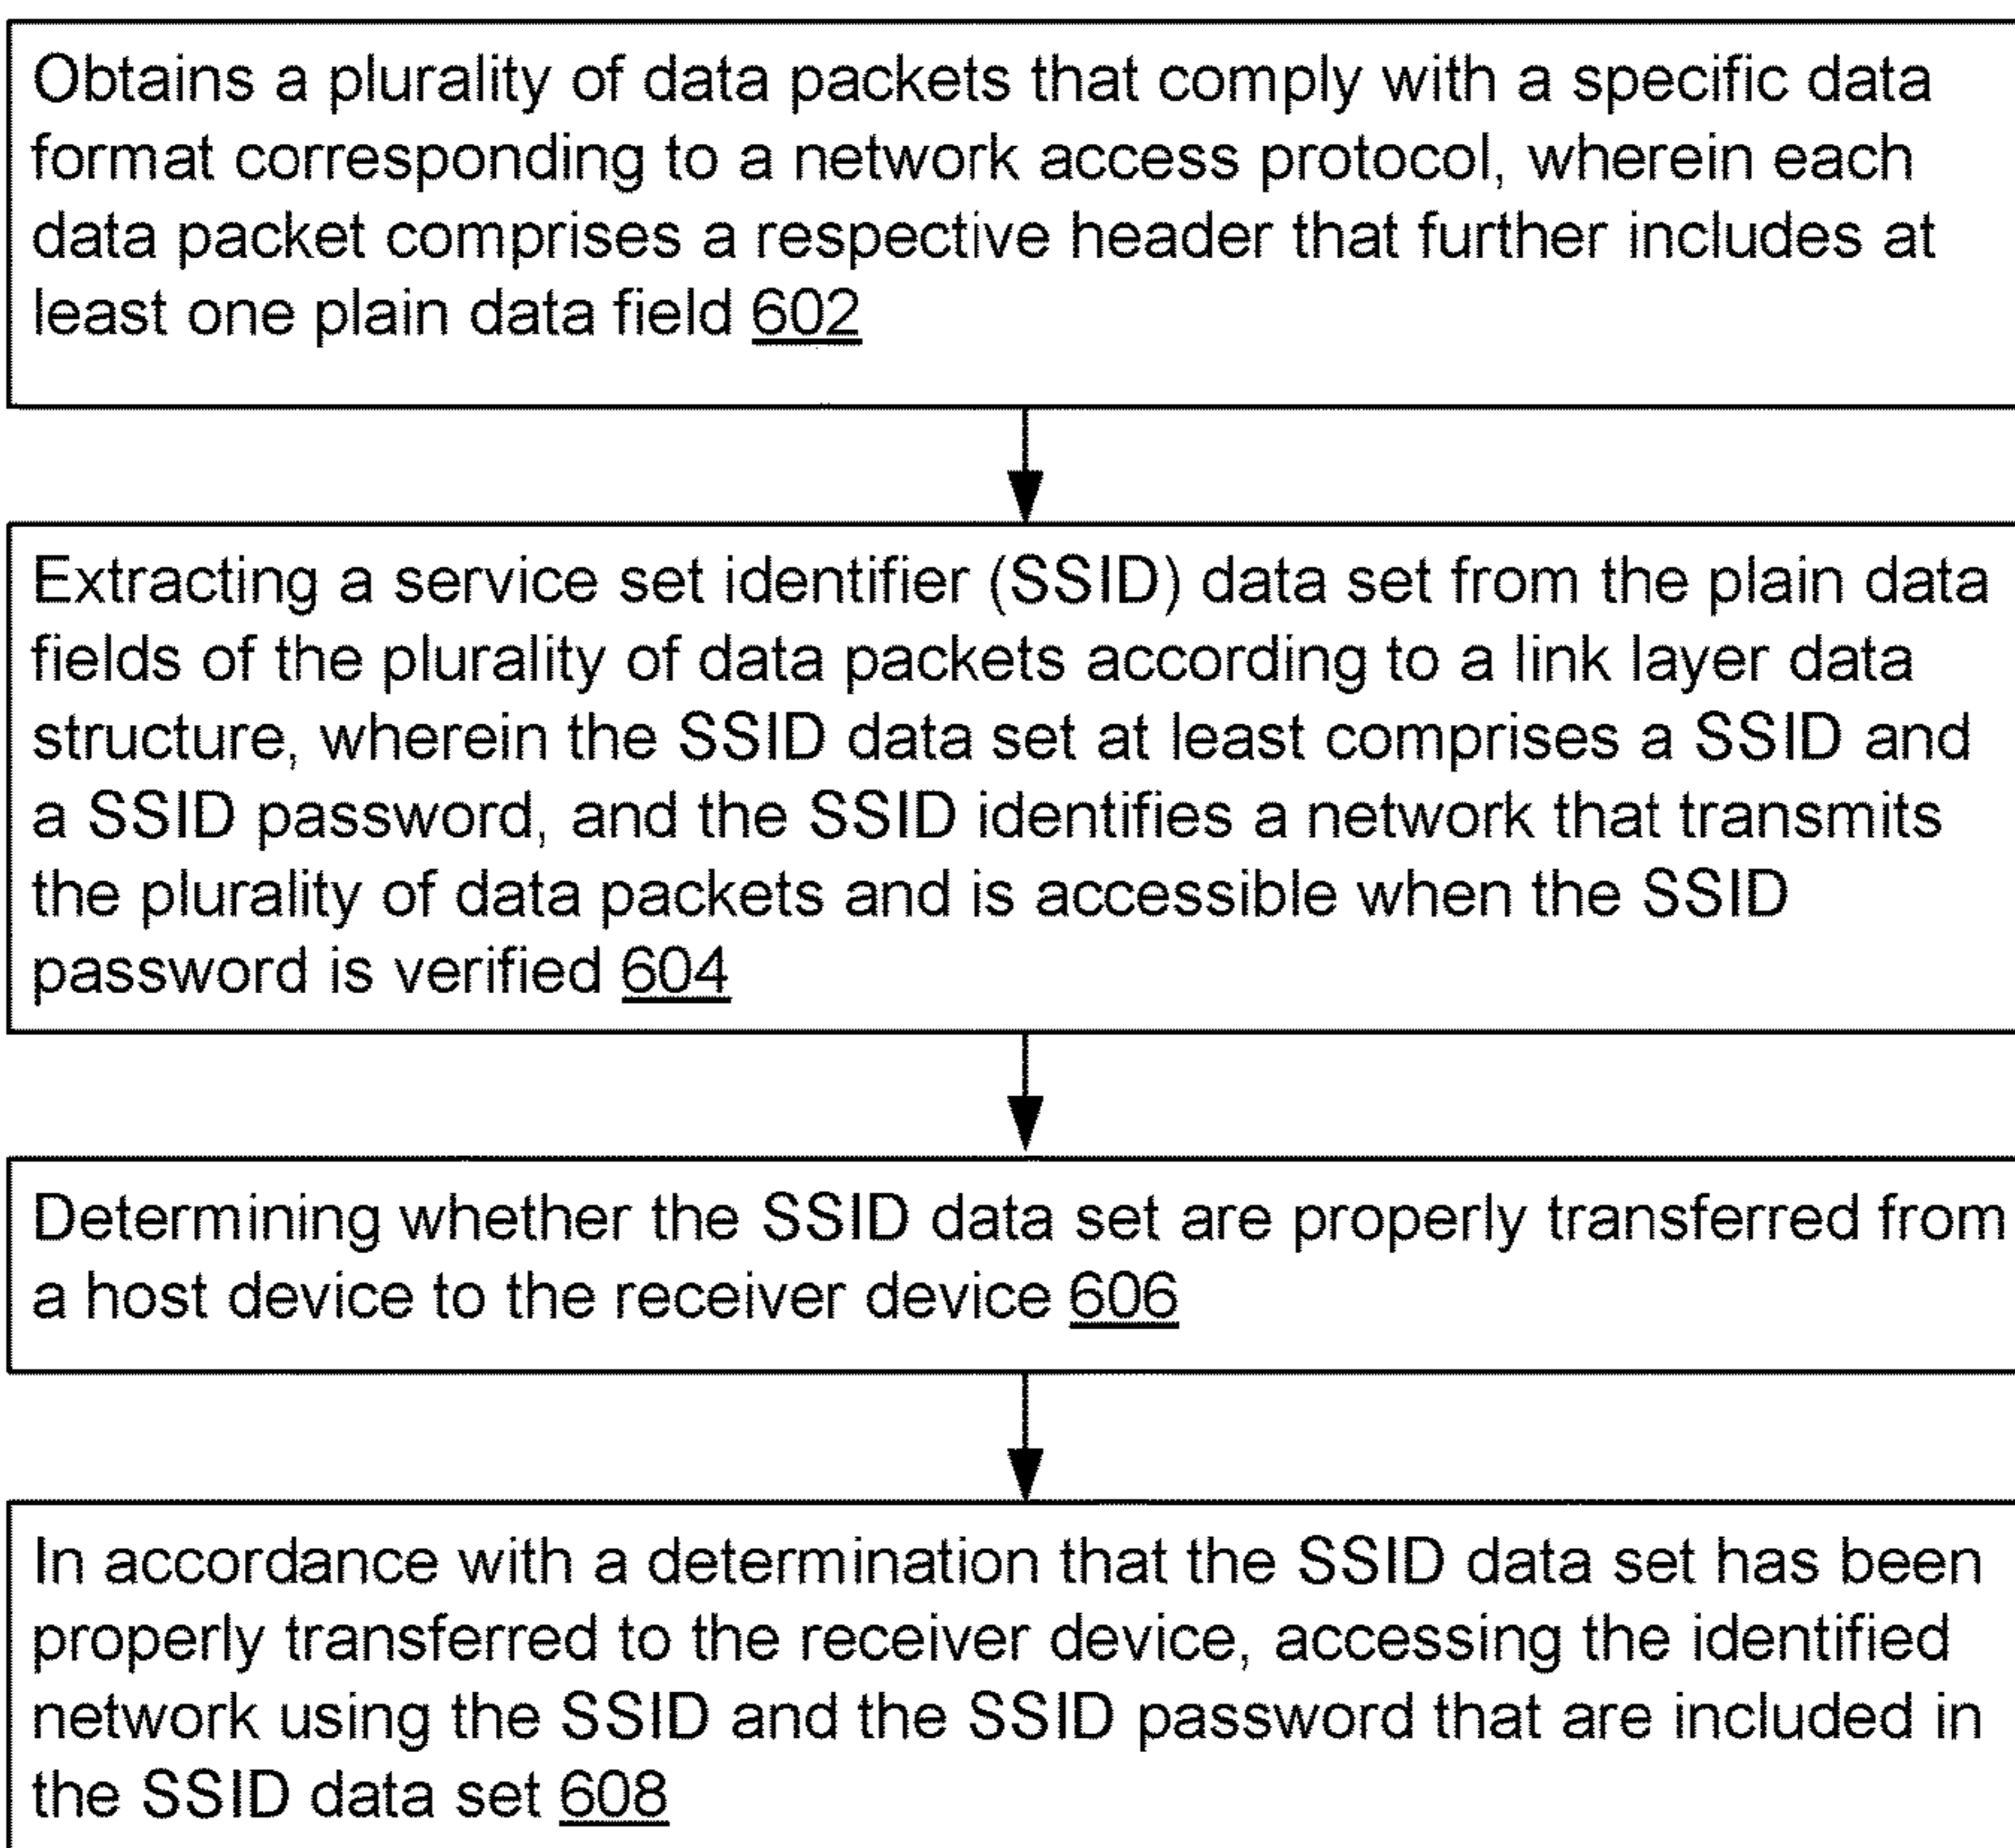 Obtains a plurality of data packets that comply with a specific data
format corresponding to a network access protocol, wherein each
data packet comprises a respective header that further includes at
least one plain data field 602
Extracting a service set identifier (SSID) data set from the plain data
fields of the plurality of data packets according to a link layer data
structure, wherein the SSID data set at least comprises a SSID and
a SSID password, and the SSID identifies a network that transmits
the plurality of data packets and is accessible when the SSID
password is verified 604
Determining whether the SSID data set are properly transferred from
a host device to the receiver device 606
In accordance with a determination that the SSID data set has been
properly transferred to the receiver device, accessing the identified
network using the SSID and the SSID password that are included in
the SSID data set 608